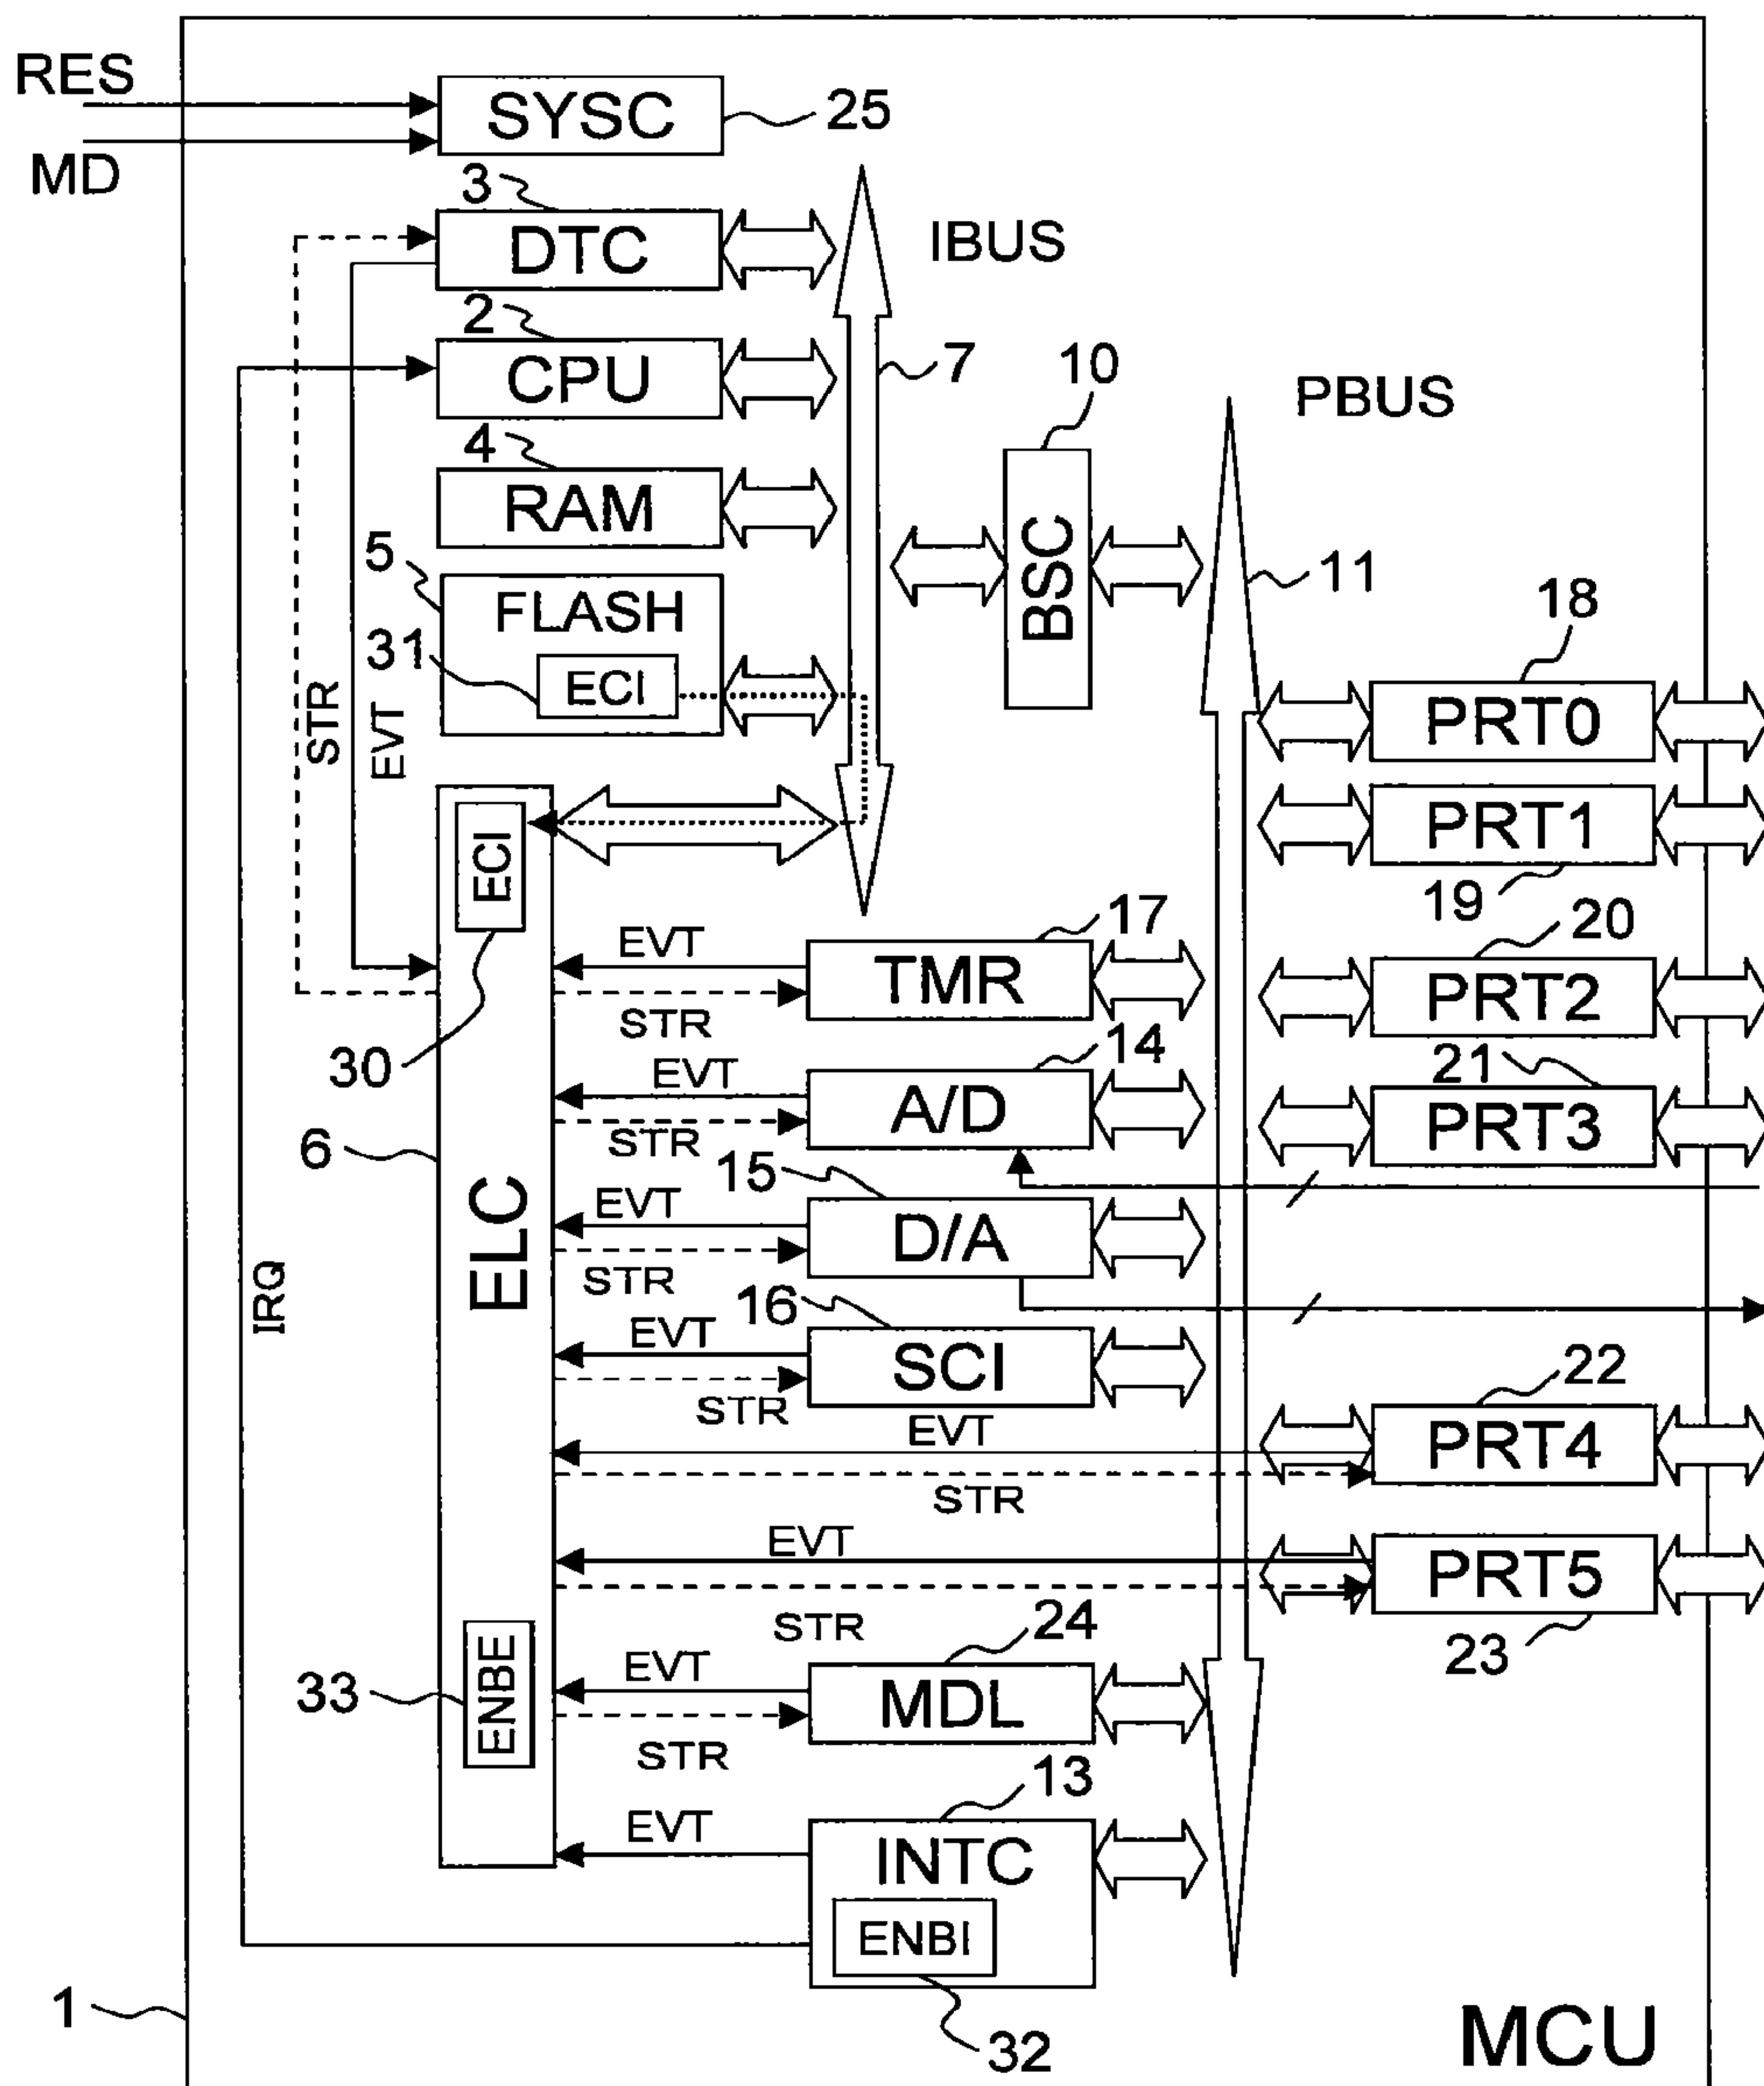 RES
SYSC
25
MD
3
DTC
IBUS
2
CPU
7
10
PBUS
4
RAM
BSC
11
5
FLASH
31
ECI
18
PRT0
STR
EVT
PRT1
19
ECI
17
20
EVT
TMR
PRT2
STR
30
14
21
EVT
A/D
PRT3
STR
6
15
ELC
EVT
D/A
STR
IRQ
16
EVT
SCI
STR
22
EVT
PRT4
STR
EVT
PRT5
STR
24
23
33
ENBE
EVT
MDL
STR
13
EVT
INTC
ENBI
1
32
MCU